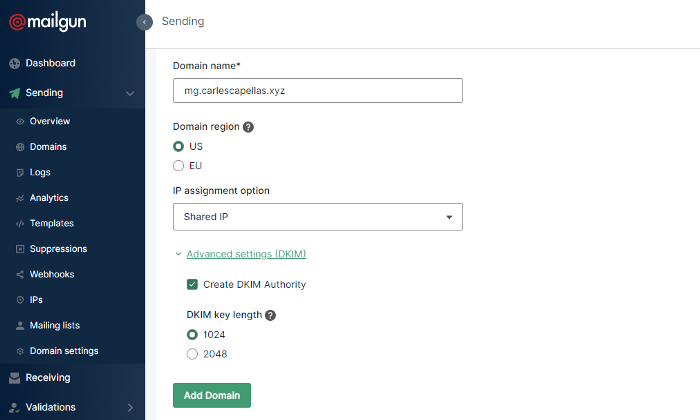 @mailgun
Dashboard
Sending
Overview
Domains
Logs
Analytics
Templates
Suppressions
Webhooks
IPs
Mailing lists
Domain settings
Receiving
Validations
Sending
Domain name*
mg.carlescapellas.xyz
Domain region ?
US
EU
IP assignment option
Shared IP
Advanced settings (DKIM)
Create DKIM Authority
DKIM key length ?
1024
2048
Add Domain